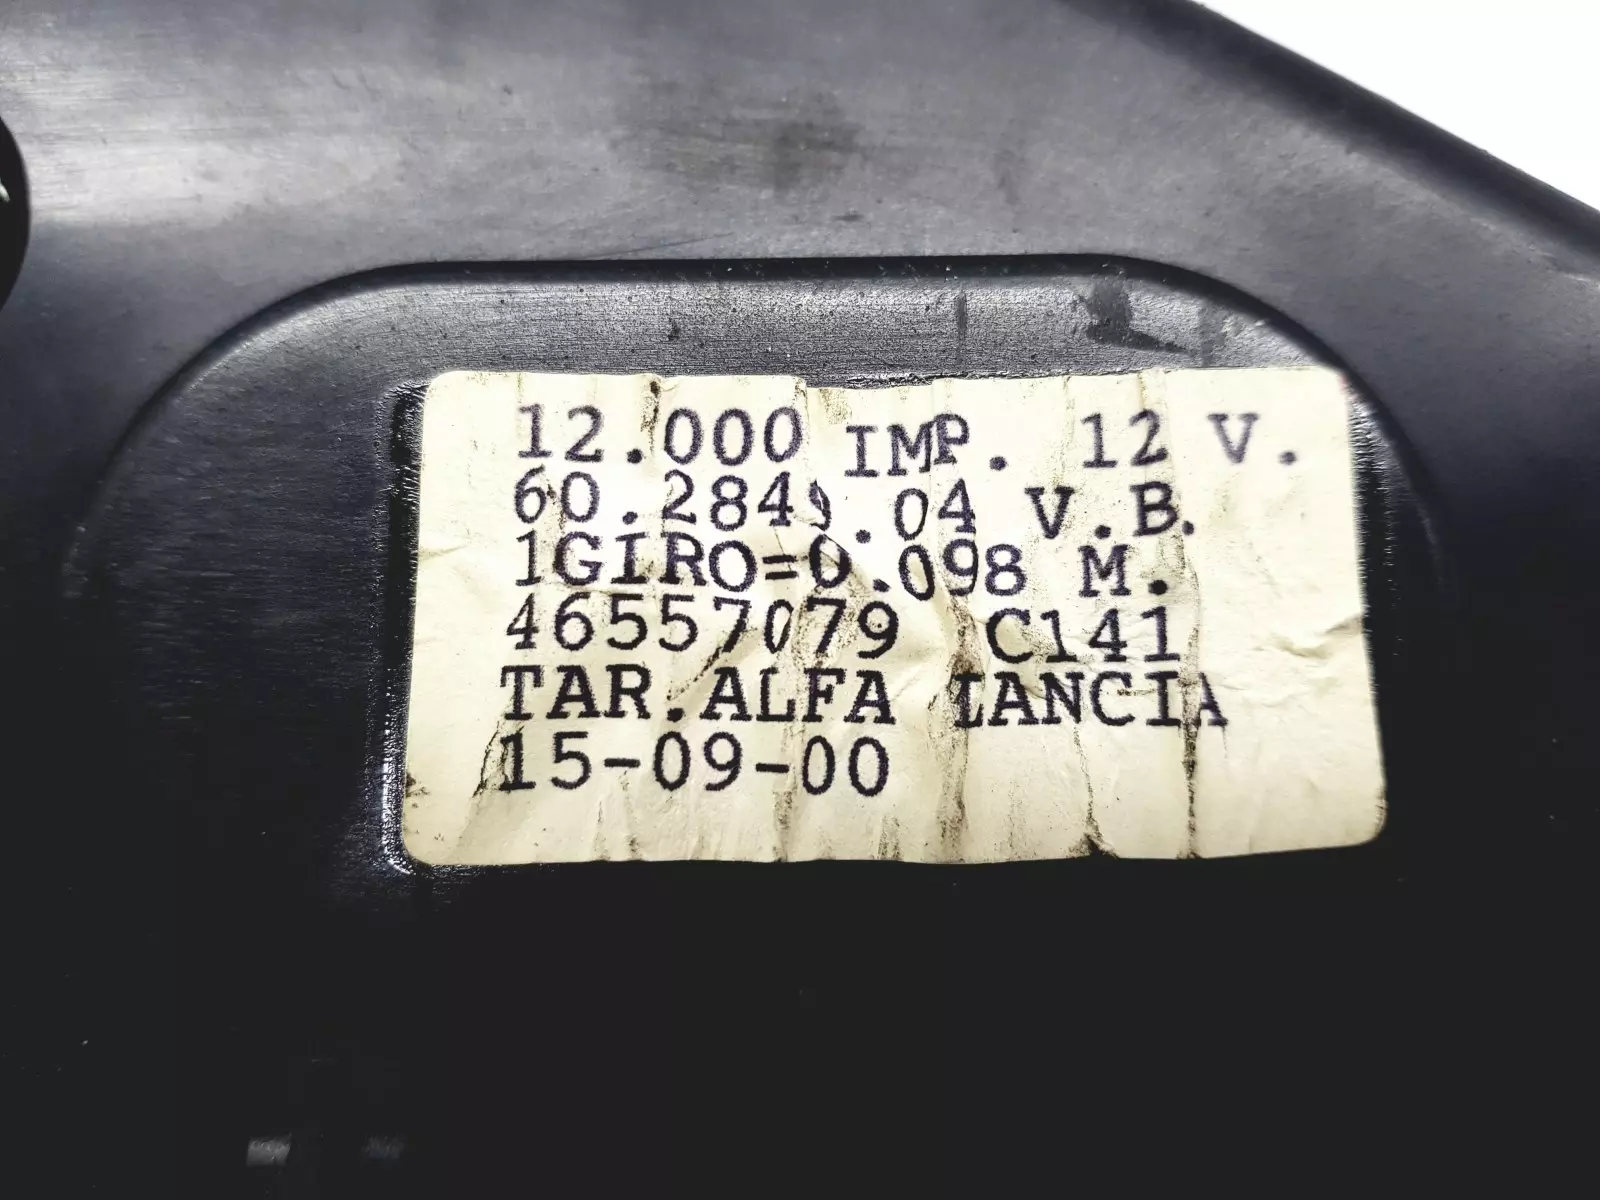 12.000 IMP. 12 V.
60.2849.04 V.B.
1GIRO=0.098 M.
46557079 C141
TAR.ALFA LANCIA
15-09-00